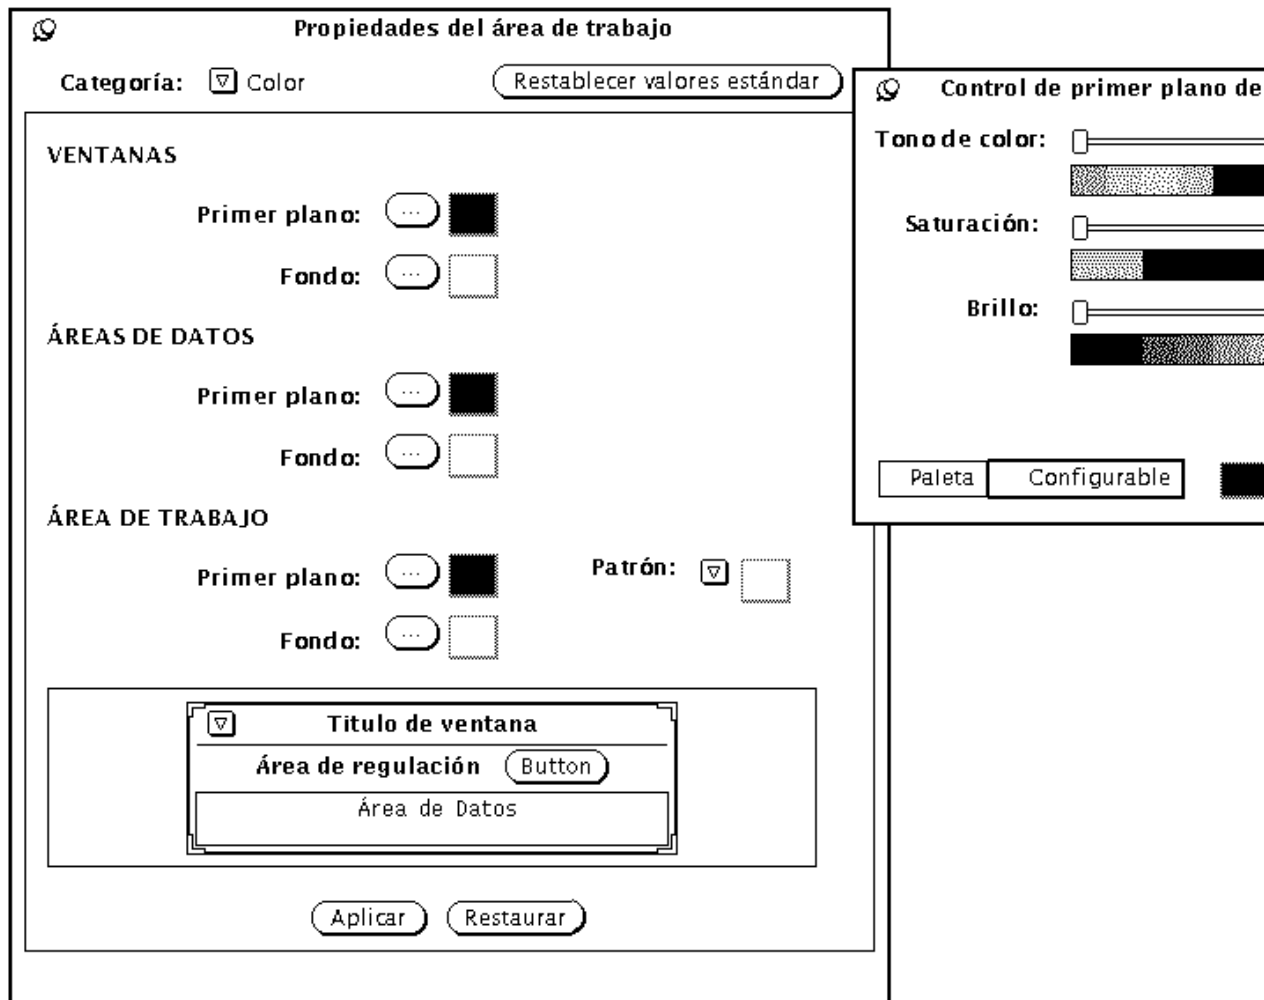 Propiedades del área de trabajo
Categoría: Color Restablecer valores estándar
VENTANAS
Primer plano: ...
Fondo: ...
ÁREAS DE DATOS
Primer plano: ...
Fondo: ...
ÁREA DE TRABAJO
Primer plano: ... Patrón:
Fondo: ...
Titulo de ventana
Área de regulación Button
Área de Datos
Aplicar Restaurar
Control de primer plano de
Tono de color:
Saturación:
Brillo:
Paleta Configurable